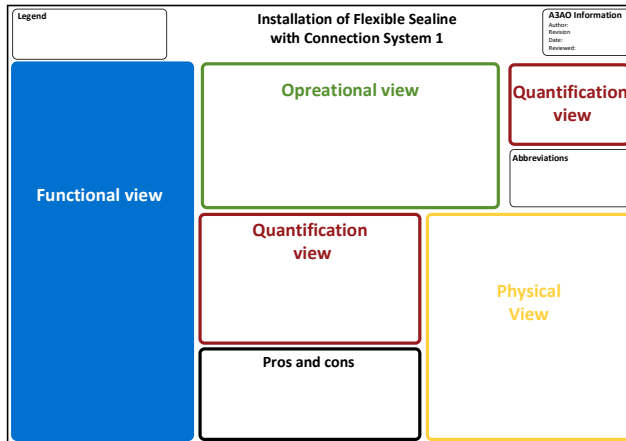 Legend
Installation of Flexible Sealine
with Connection System 1
A3AO Information
Author:
Revision
Date:
Reviewed:
Functional view
Opreational view
Quantification
view
Abbreviations
Quantification
view
Physical
View
Pros and cons